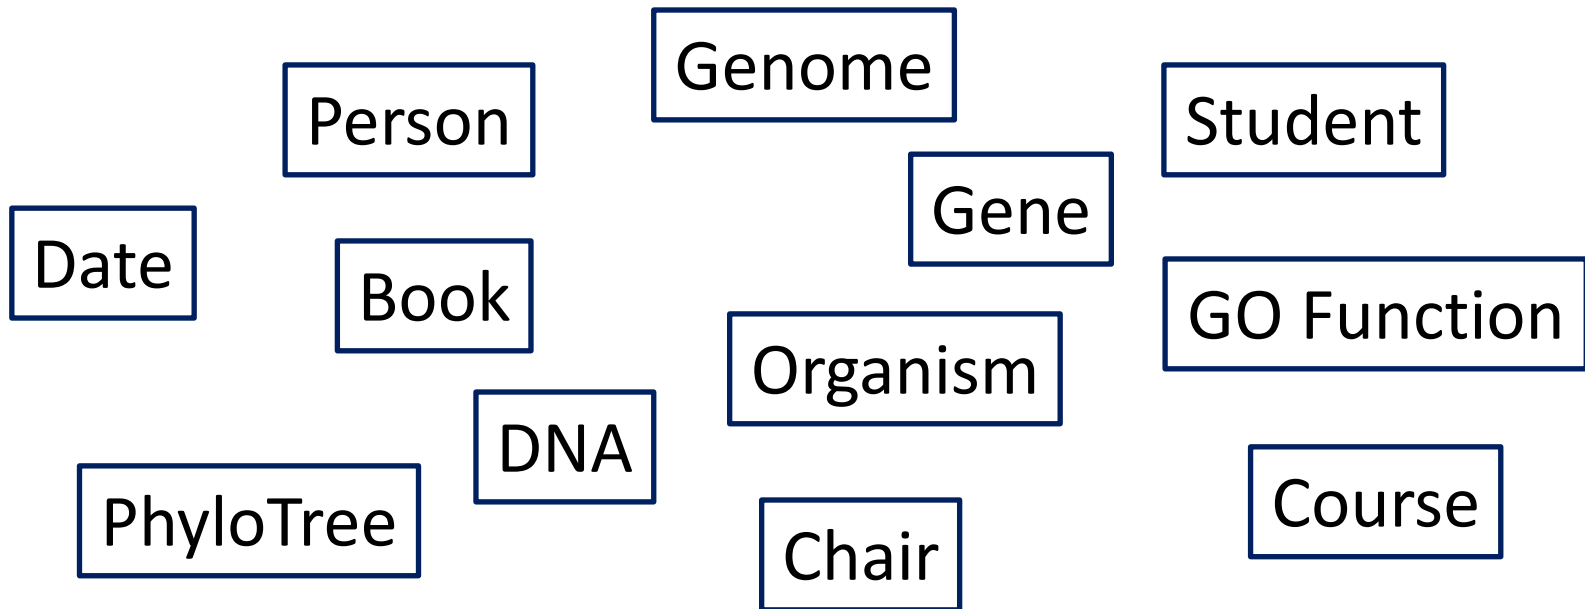 Genome
Person
Student
Gene
Date
Book
GO Function
Organism
DNA
Course
PhyloTree
Chair